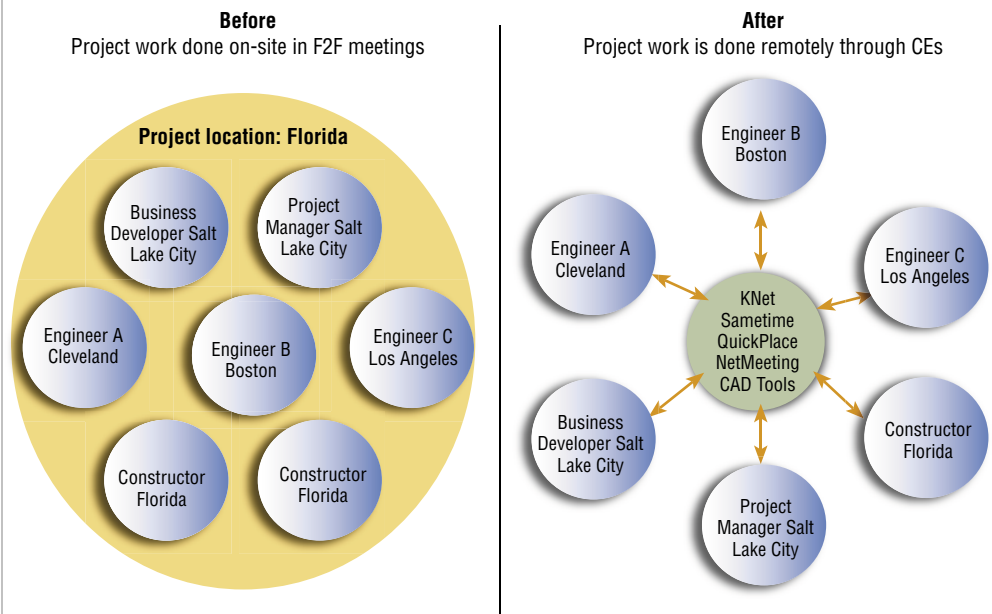 Before
Project work done on-site in F2F meetings
Project location: Florida
Business
Developer Salt
Lake City
Project
Manager Salt
Lake City
Engineer A
Cleveland
Engineer B
Boston
Engineer C
Los Angeles
Constructor
Florida
Constructor
Florida
After
Project work is done remotely through CEs
Engineer B
Boston
Engineer A
Cleveland
Engineer C
Los Angeles
KNet
Sametime
QuickPlace
NetMeeting
CAD Tools
Business
Developer Salt
Lake City
Constructor
Florida
Project
Manager Salt
Lake City